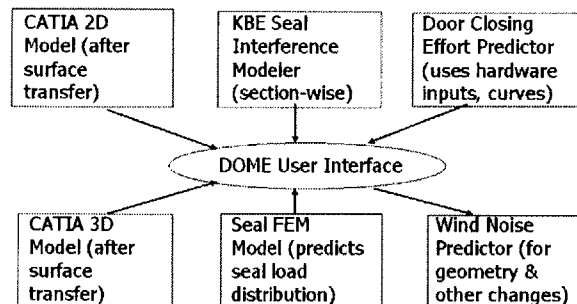 CATIA 2D
Model (after
surface
transfer)
KBE Seal
Interference
Modeler
(section-wise)
Door Closing
Effort Predictor
(uses hardware
inputs, curves)
DOME User Interface
CATIA 3D
Model (after
surface
transfer)
Seal FEM
Model (predicts
seal load
distribution)
Wind Noise
Predictor (for
geometry &
other changes)